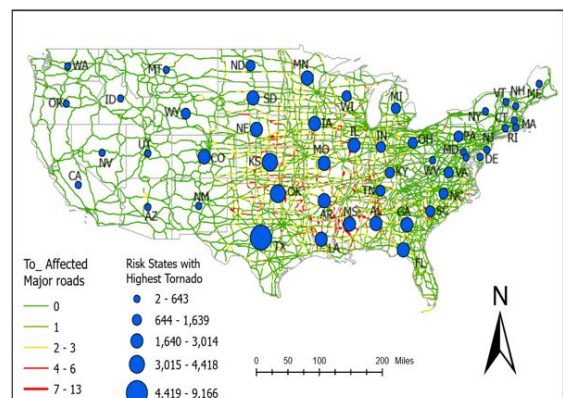 WA
MT
ND
MN
VT
NH
ME
OR
ID
SD
WI
MI
WY
NY
CT
MA
IA
NE
PA
NJ
RI
IL
IN
OH
MD
NV
UT
CO
KS
MO
WV
DE
KY
VA
CA
OK
TN
NC
AZ
NM
AR
MS
AL
GA
SC
TX
LA
FL
To_ Affected
Major roads
0
1
2 - 3
4 - 6
7 - 13
Risk States with
Highest Tornado
2 - 643
644 - 1,639
1,640 - 3,014
3,015 - 4,418
4,419 - 9,166
0 50 100 200 Miles
N